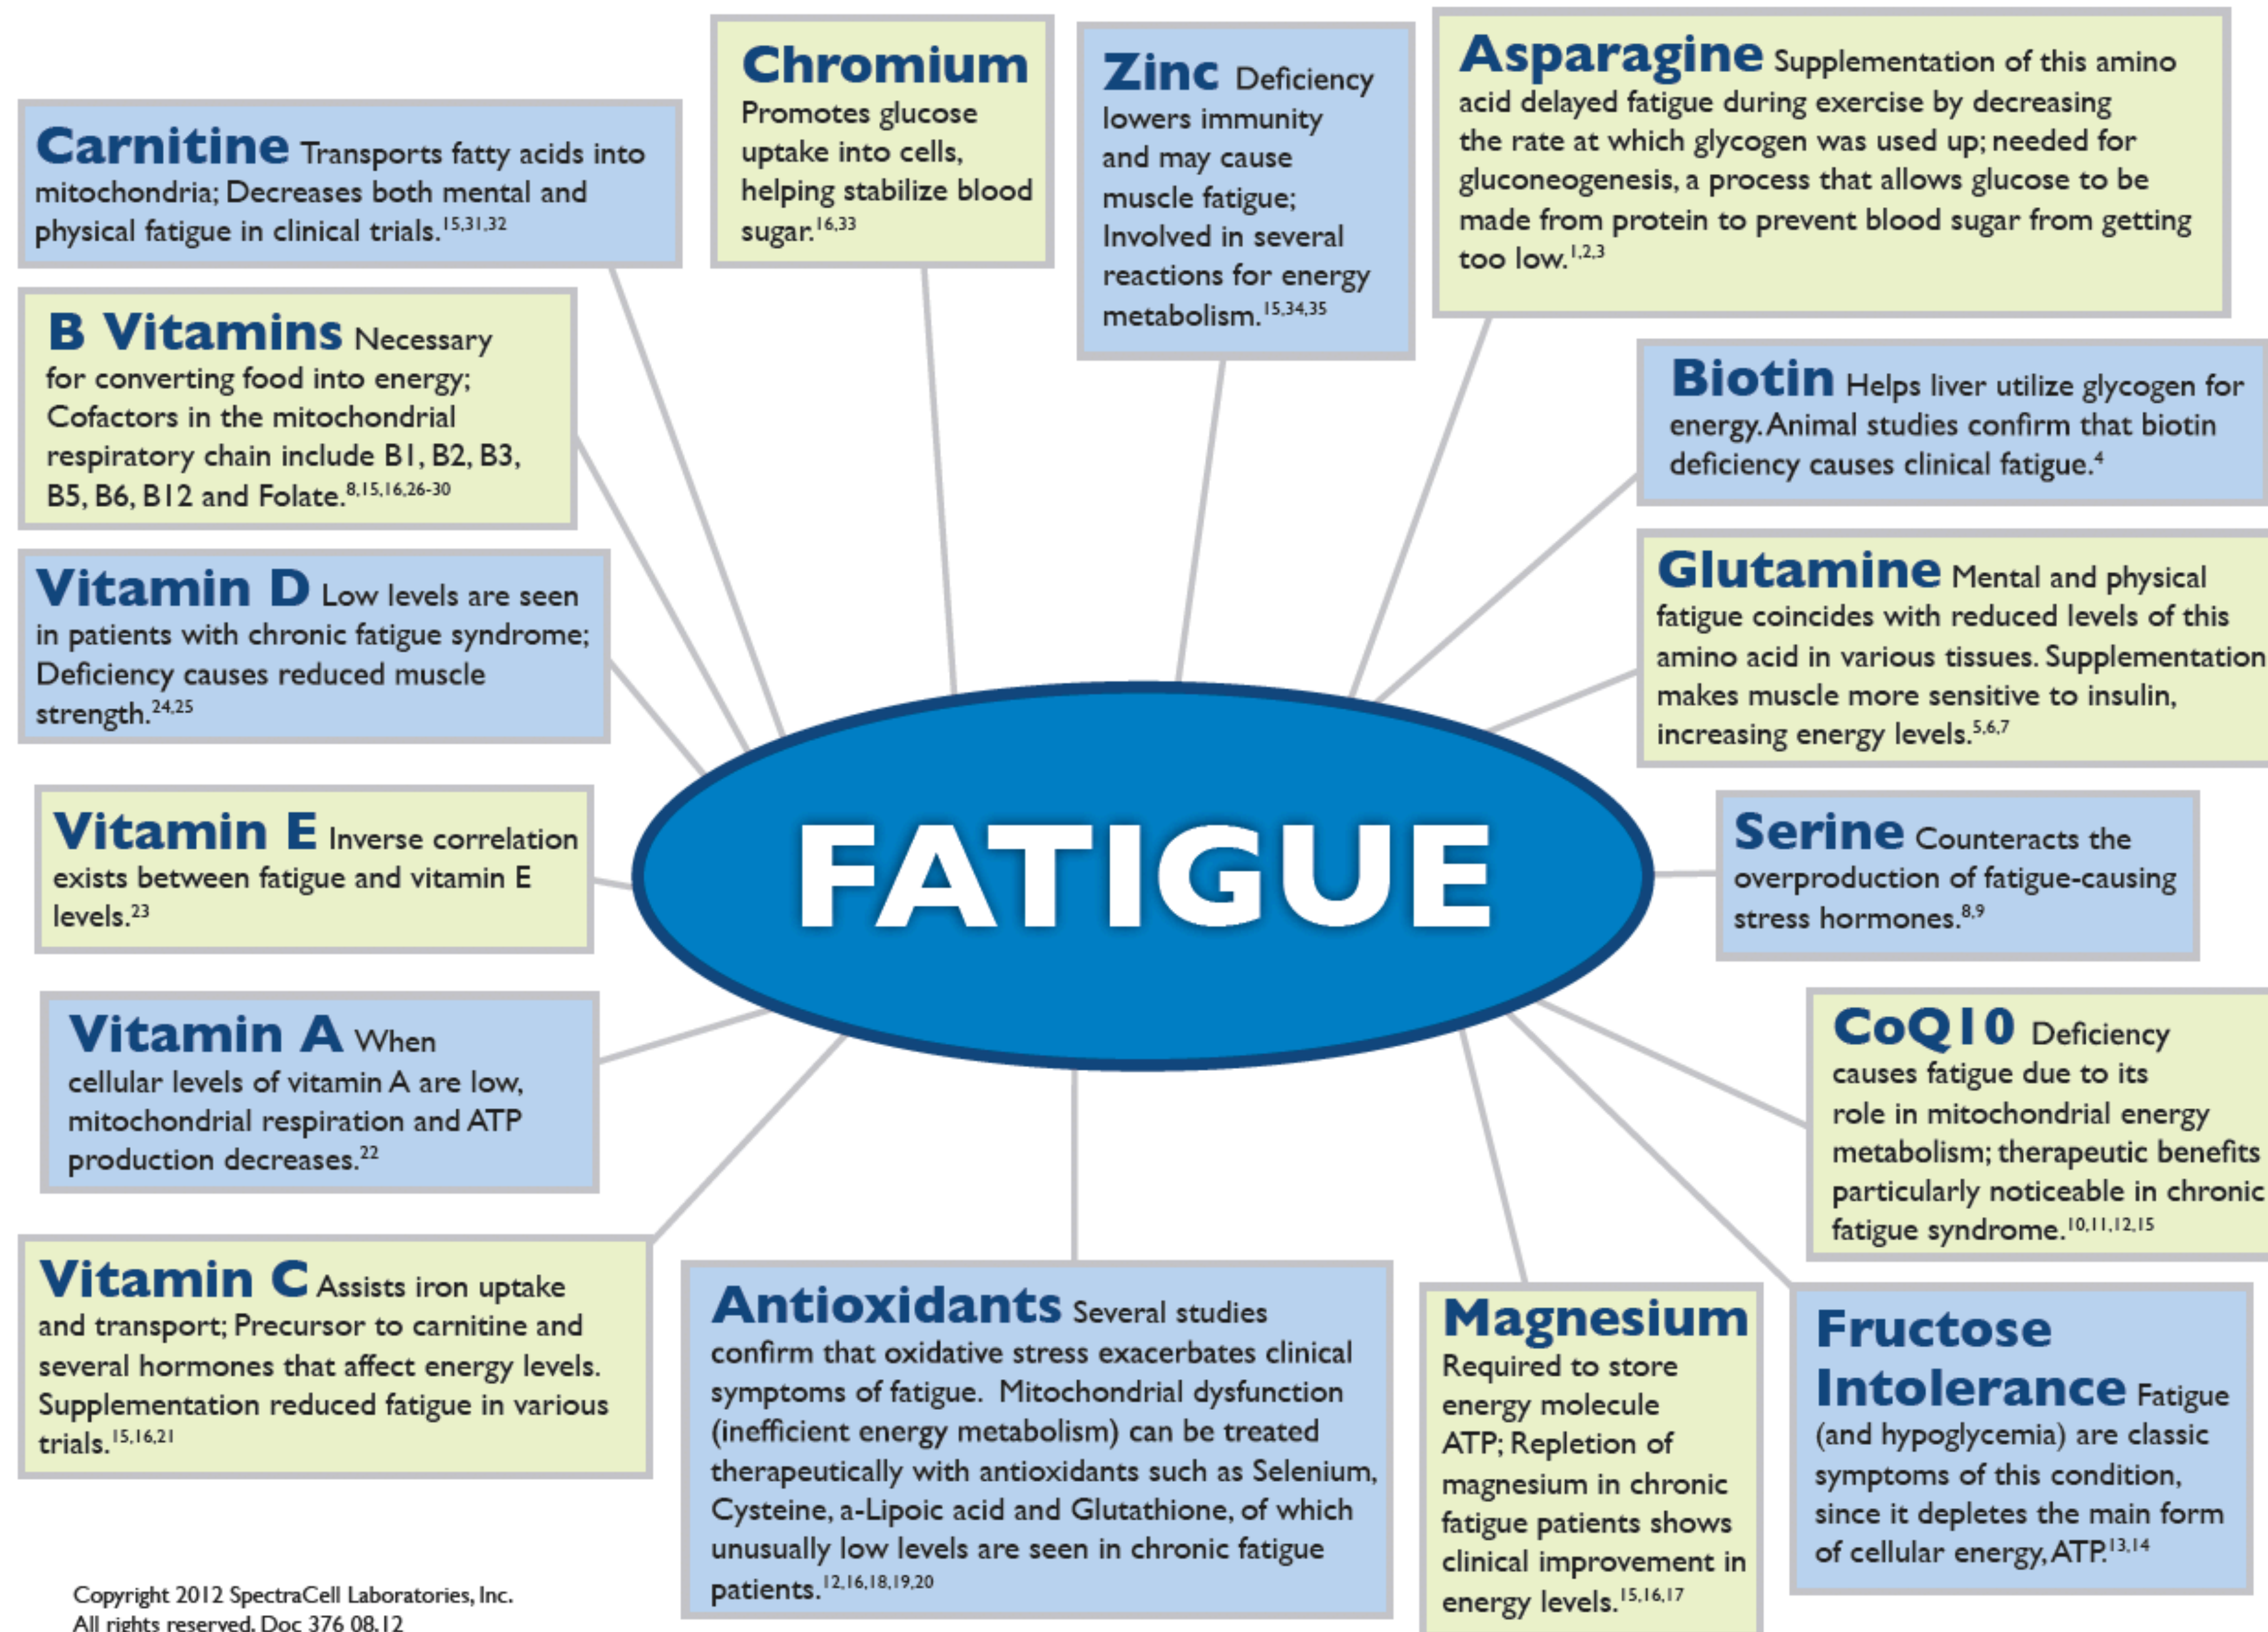 Carnitine Transports fatty acids into
mitochondria; Decreases both mental and
physical fatigue in clinical trials.15,31,32
Chromium
Promotes glucose
uptake into cells,
helping stabilize blood
sugar.16,33
Zinc Deficiency
lowers immunity
and may cause
muscle fatigue;
Involved in several
reactions for energy
metabolism.15,34,35
Asparagine Supplementation of this amino
acid delayed fatigue during exercise by decreasing
the rate at which glycogen was used up; needed for
gluconeogenesis, a process that allows glucose to be
made from protein to prevent blood sugar from getting
too low.1,2,3
B Vitamins Necessary
for converting food into energy;
Cofactors in the mitochondrial
respiratory chain include B1, B2, B3,
B5, B6, B12 and Folate.8,15,16,26-30
Biotin Helps liver utilize glycogen for
energy. Animal studies confirm that biotin
deficiency causes clinical fatigue.4
Vitamin D Low levels are seen
in patients with chronic fatigue syndrome;
Deficiency causes reduced muscle
strength.24,25
Glutamine Mental and physical
fatigue coincides with reduced levels of this
amino acid in various tissues. Supplementation
makes muscle more sensitive to insulin,
increasing energy levels.5,6,7
Vitamin E Inverse correlation
exists between fatigue and vitamin E
levels.23
FATIGUE
Serine Counteracts the
overproduction of fatigue-causing
stress hormones.8,9
Vitamin A When
cellular levels of vitamin A are low,
mitochondrial respiration and ATP
production decreases.22
CoQ10 Deficiency
causes fatigue due to its
role in mitochondrial energy
metabolism; therapeutic benefits
particularly noticeable in chronic
fatigue syndrome.10,11,12,15
Vitamin C Assists iron uptake
and transport; Precursor to carnitine and
several hormones that affect energy levels.
Supplementation reduced fatigue in various
trials.15,16,21
Antioxidants Several studies
confirm that oxidative stress exacerbates clinical
symptoms of fatigue. Mitochondrial dysfunction
(inefficient energy metabolism) can be treated
therapeutically with antioxidants such as Selenium,
Cysteine, a-Lipoic acid and Glutathione, of which
unusually low levels are seen in chronic fatigue
patients.12,16,18,19,20
Magnesium
Required to store
energy molecule
ATP; Repletion of
magnesium in chronic
fatigue patients shows
clinical improvement in
energy levels.15,16,17
Fructose
Intolerance Fatigue
(and hypoglycemia) are classic
symptoms of this condition,
since it depletes the main form
of cellular energy, ATP.13,14
Copyright 2012 SpectraCell Laboratories, Inc.
All rights reserved. Doc 376 08.12